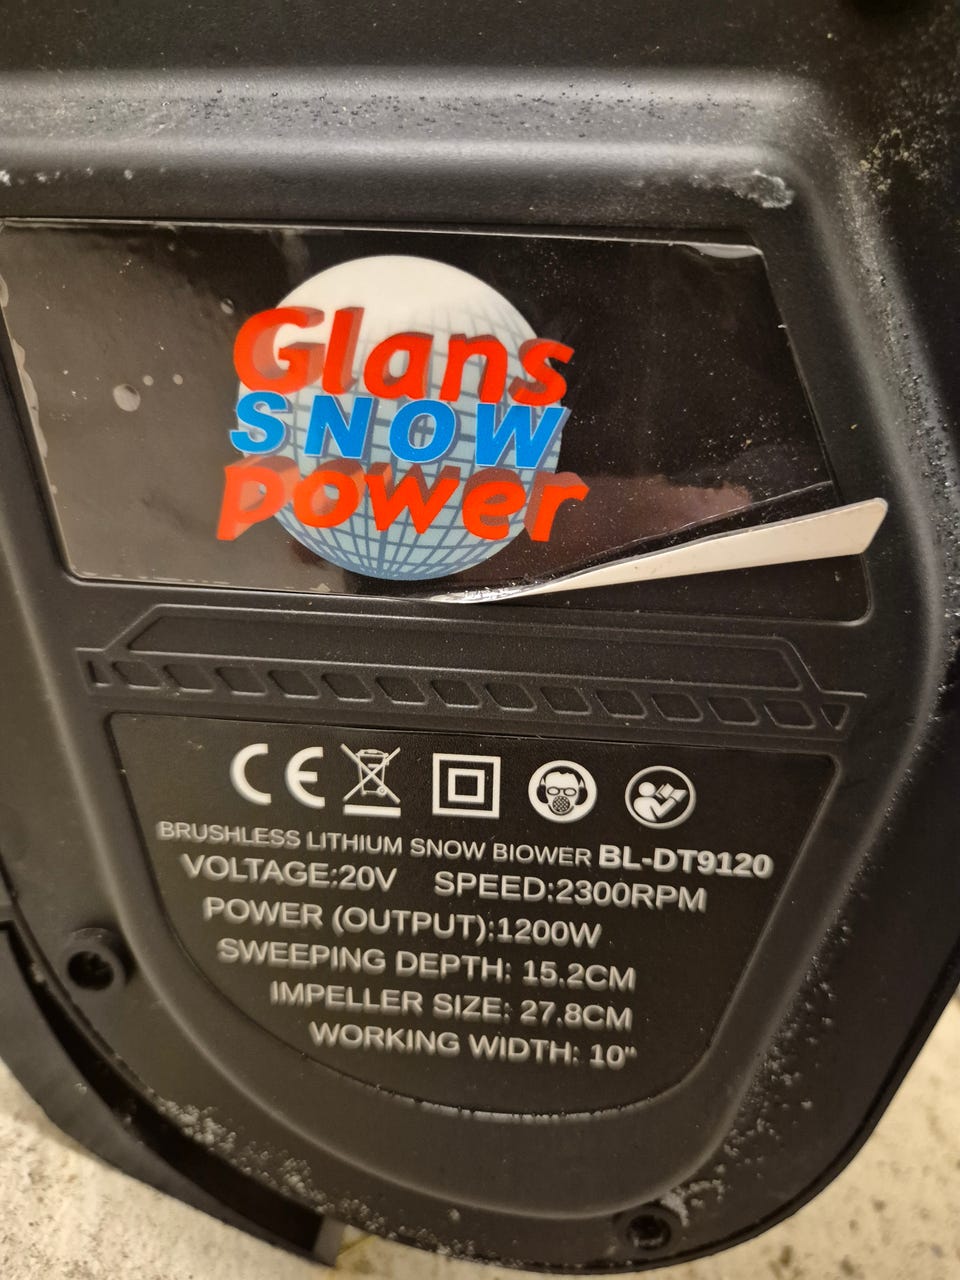 Glans
SNOW
power
CE
BRUSHLESS LITHIUM SNOW BIOWER BL-DT9120
VOLTAGE:20V SPEED:2300RPM
POWER (OUTPUT):1200W
SWEEPING DEPTH: 15.2CM
IMPELLER SIZE: 27.8CM
WORKING WIDTH: 10"